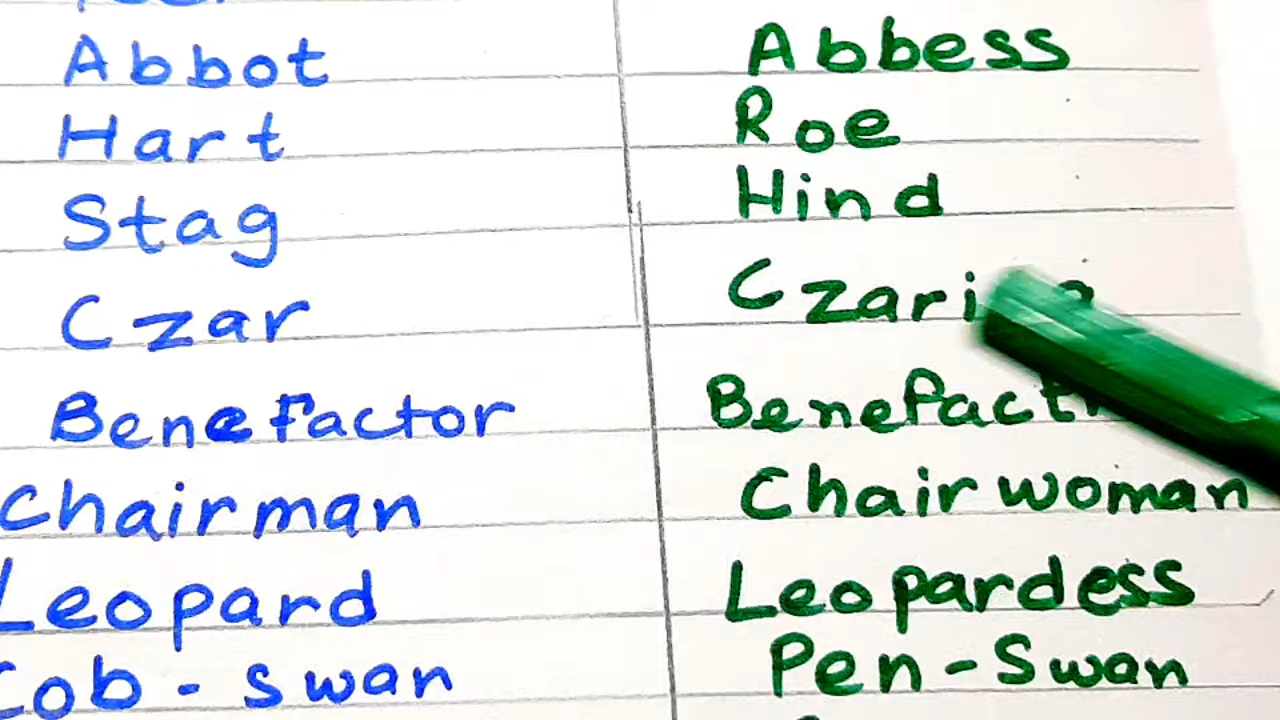 Abbot Abbess
Hart Roe
Stag Hind
Czar
Benefactor
Chairman Chairwoman
Leopard Leopardess
Cob - swan Pen - Swan